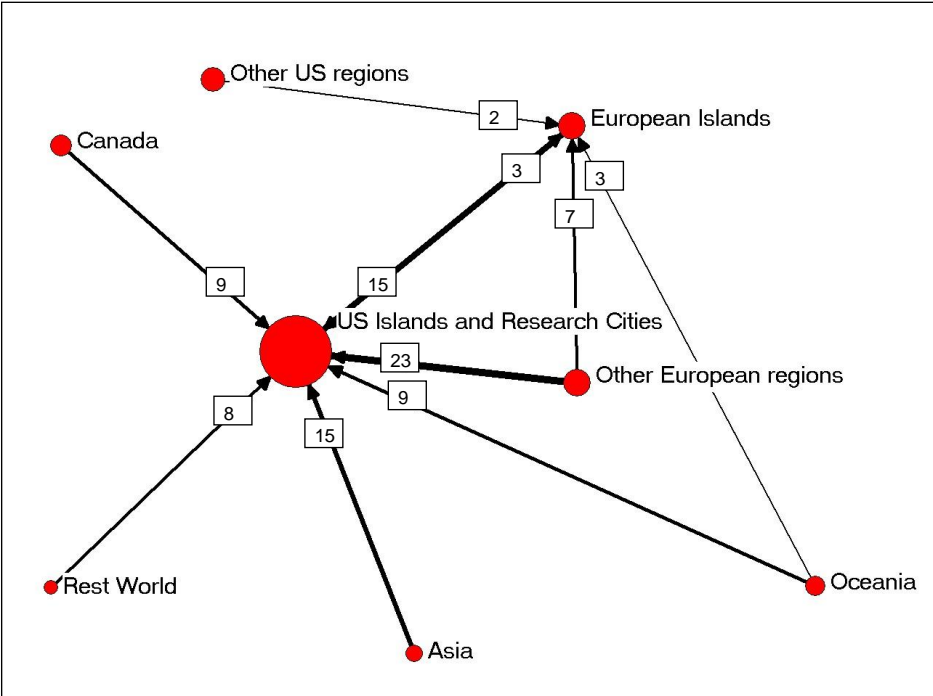 Other US regions
2
European Islands
Canada
3
3
7
9
15
US Islands and Research Cities
23
Other European regions
9
8
15
Rest World
Oceania
Asia